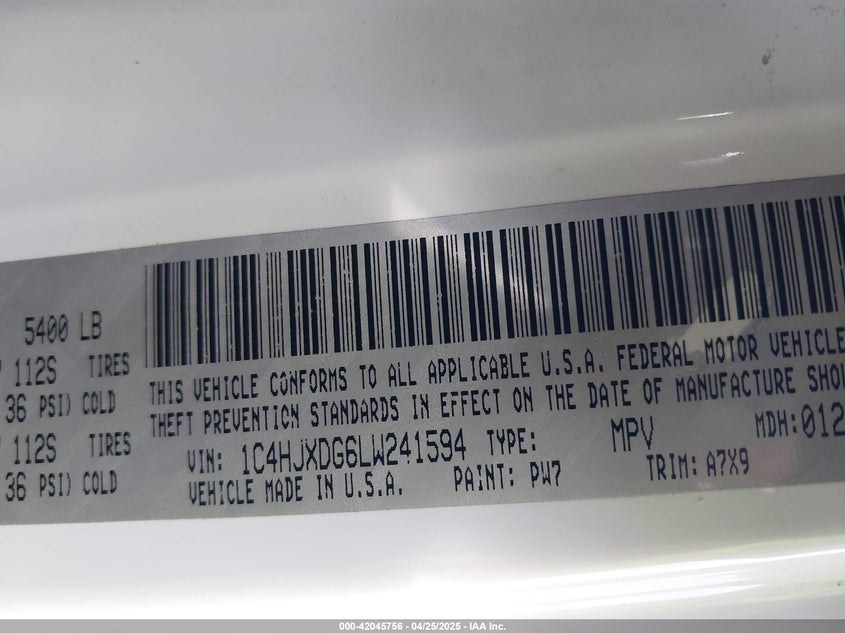 5400 LB
112S TIRES
36 PSI) COLD
112S TIRES
36 PSI) COLD
THIS VEHICLE CONFORMS TO ALL APPLICABLE U.S.A. FEDERAL MOTOR VEHICLE
THEFT PREVENTION STANDARDS IN EFFECT ON THE DATE OF MANUFACTURE
VIN: 1C4HJXDG6LW241594 TYPE: MPV MDH:012
VEHICLE MADE IN U.S.A. PAINT: PW7 TRIM: A7X9
000-42045756 - 04/25/2025 - IAA Inc.